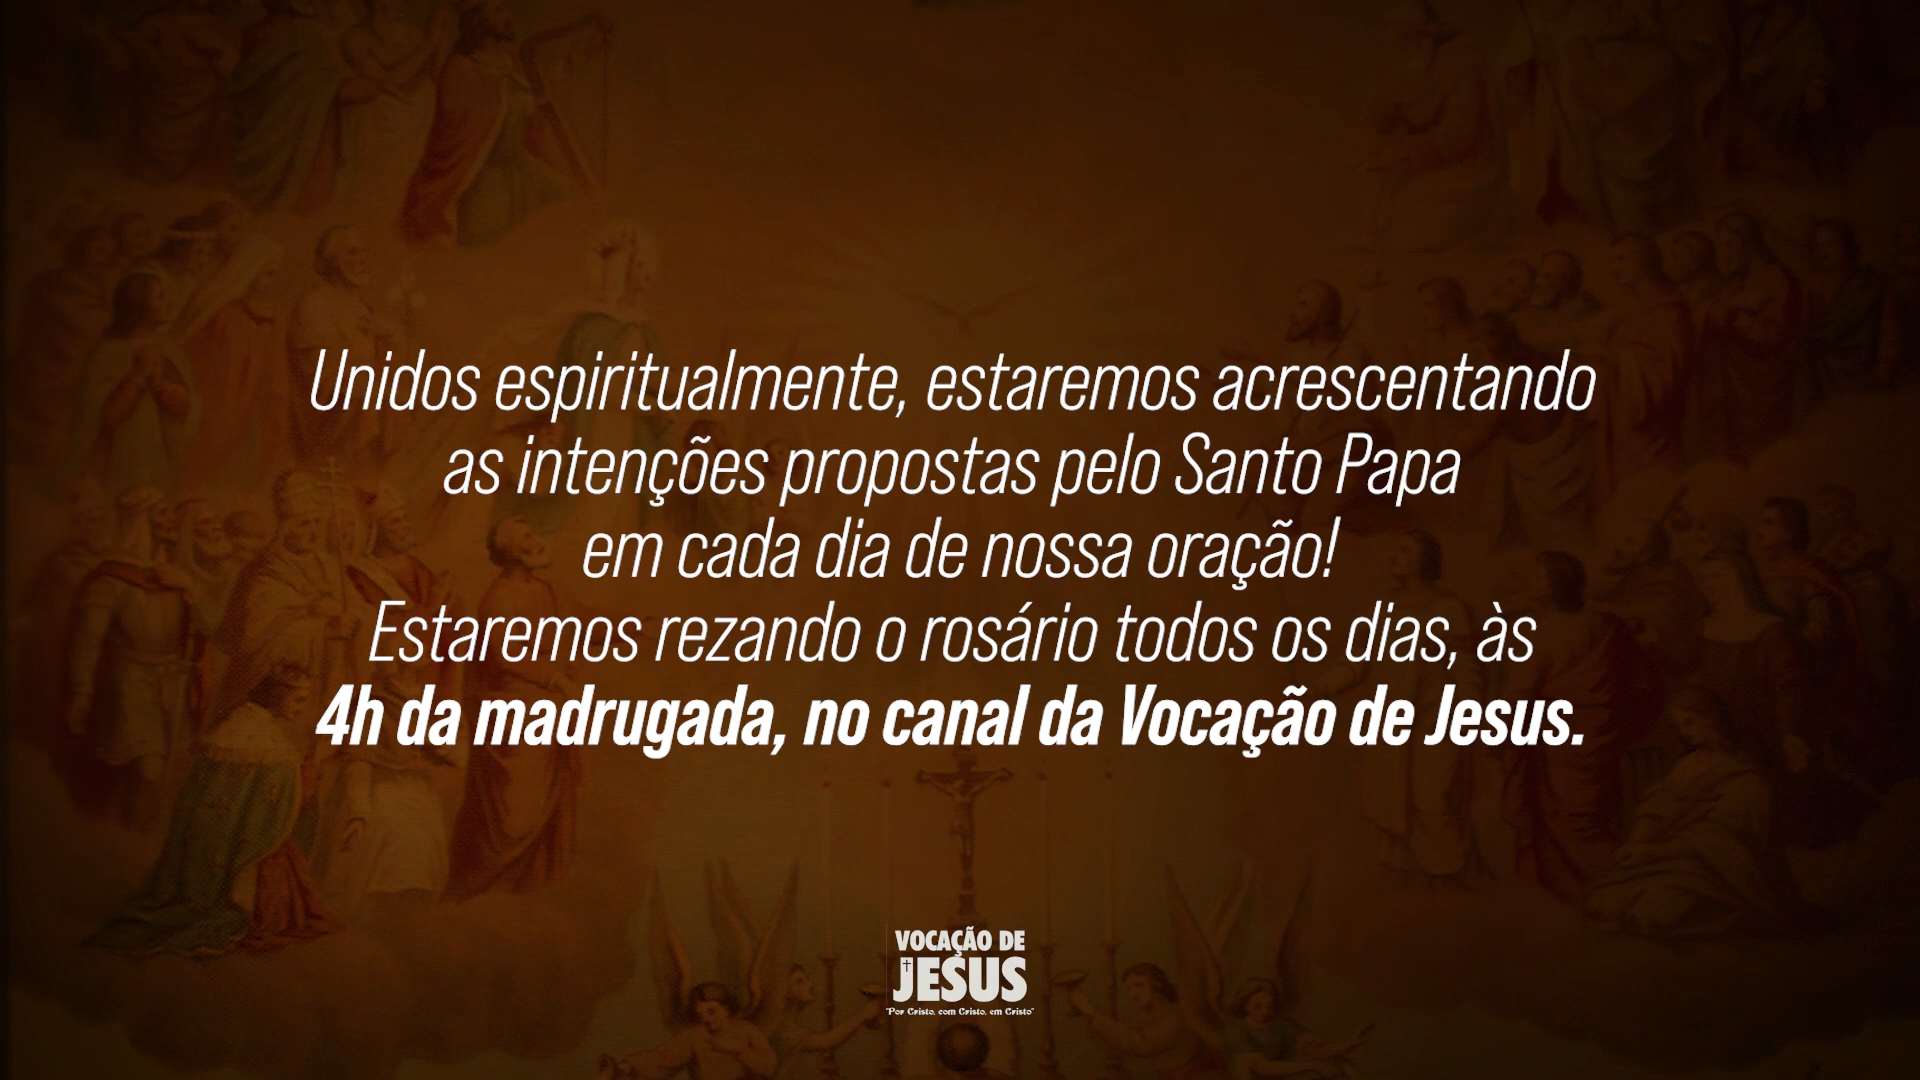 Unidos espiritualmente, estaremos acrescentando
as intenções propostas pelo Santo Papa
em cada dia de nossa oração!
Estaremos rezando o rosário todos os dias, às
4h da madrugada, no canal da Vocação de Jesus.
VOCAÇÃO DE
JESUS
"Por Cristo, com Cristo, em Cristo"